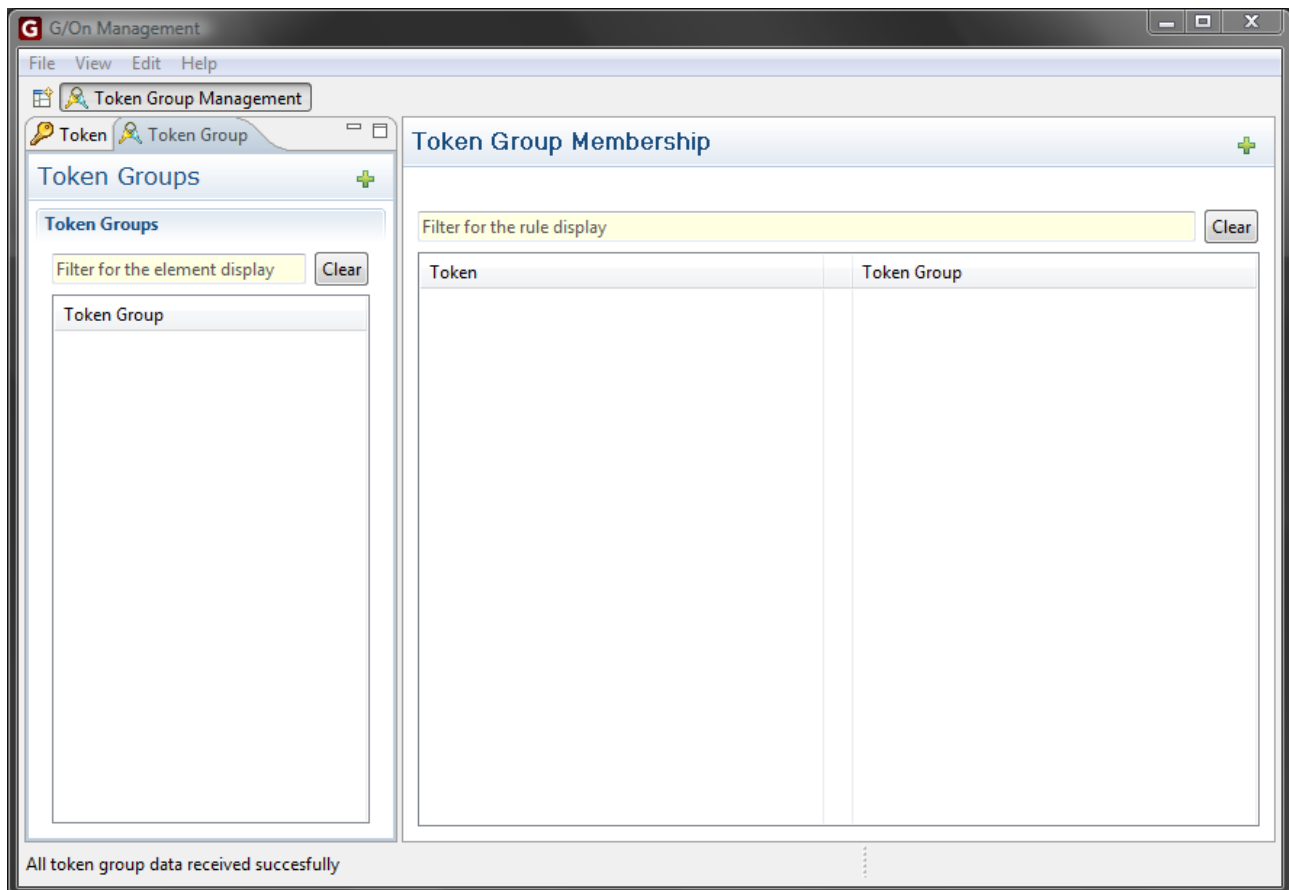 G G/On Management
File View Edit Help
Token Group Management
Token Token Group
Token Groups
Token Groups
Filter for the element display Clear
Token Group
Token Group Membership
Filter for the rule display Clear
Token Token Group
All token group data received succesfully